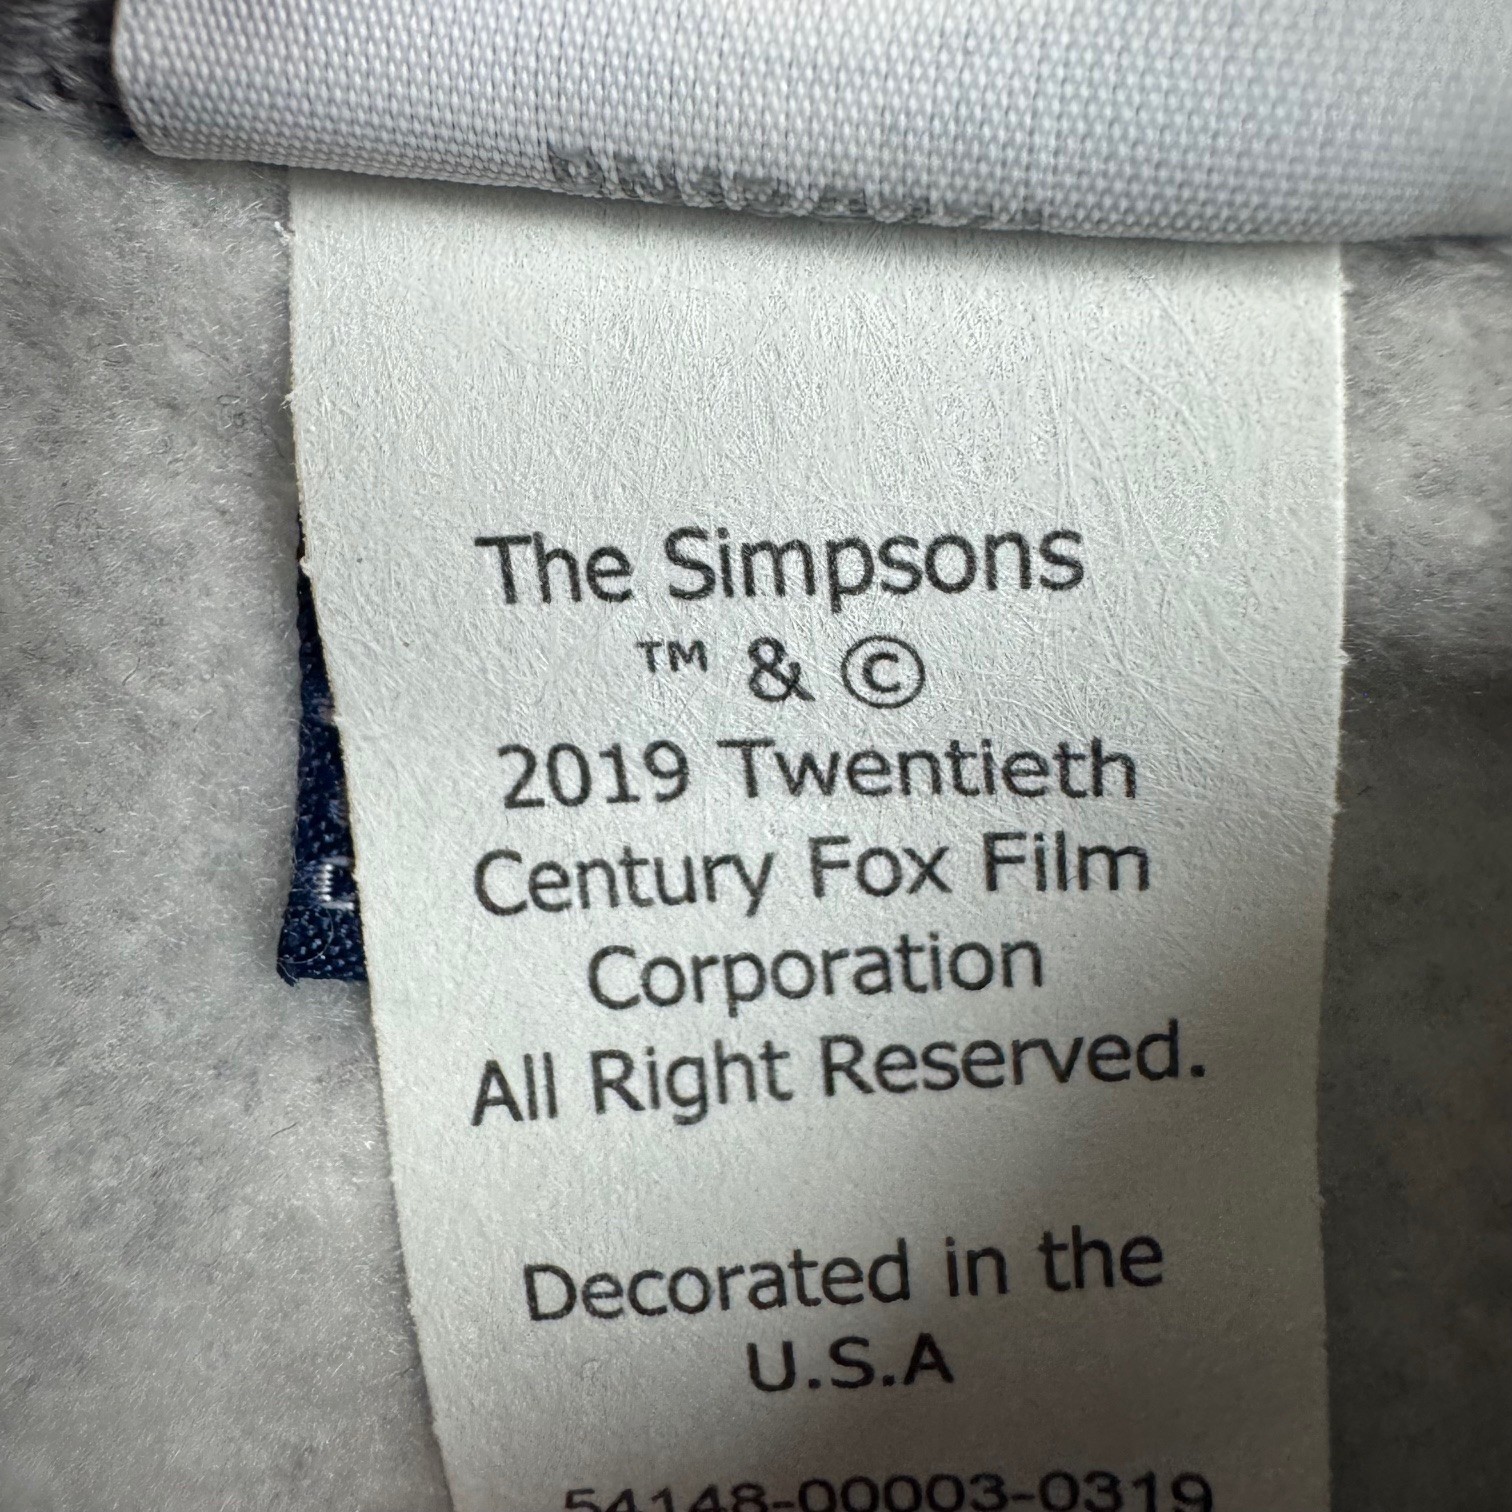 The Simpsons
™ & ©
2019 Twentieth
Century Fox Film
Corporation
All Right Reserved.
Decorated in the
U.S.A
54148-00003-0319